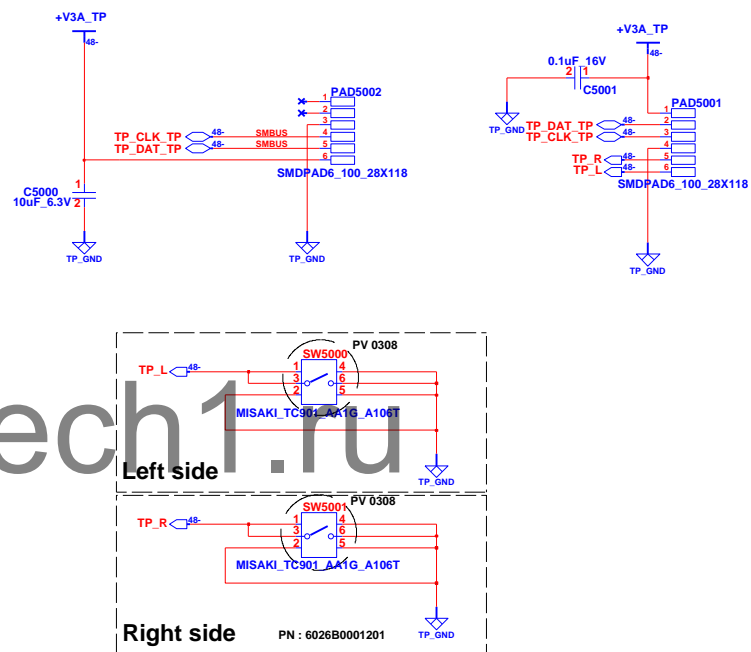 +V3A_TP
48-
1
2
3
4
5
6
PAD5002
TP_CLK_TP
48-
SMBUS
TP_DAT_TP
48-
SMBUS
SMDPAD6_100_28X118
C5000
10uF_6.3V
1
2
TP_GND
TP_GND
+V3A_TP
48-
0.1uF_16V
2
1
C5001
TP_GND
PAD5001
TP_DAT_TP
48-
TP_CLK_TP
48-
TP_R
48-
TP_L
48-
1
2
3
4
5
6
SMDPAD6_100_28X118
TP_GND
PV 0308
SW5000
TP_L
48-
1
3
2
4
6
5
MISAKI_TC901_AA1G_A106T
Left side
TP_GND
ech1.ru
PV 0308
SW5001
TP_R
48-
1
3
2
4
6
5
MISAKI_TC901_AA1G_A106T
Right side
PN : 6026B0001201
TP_GND